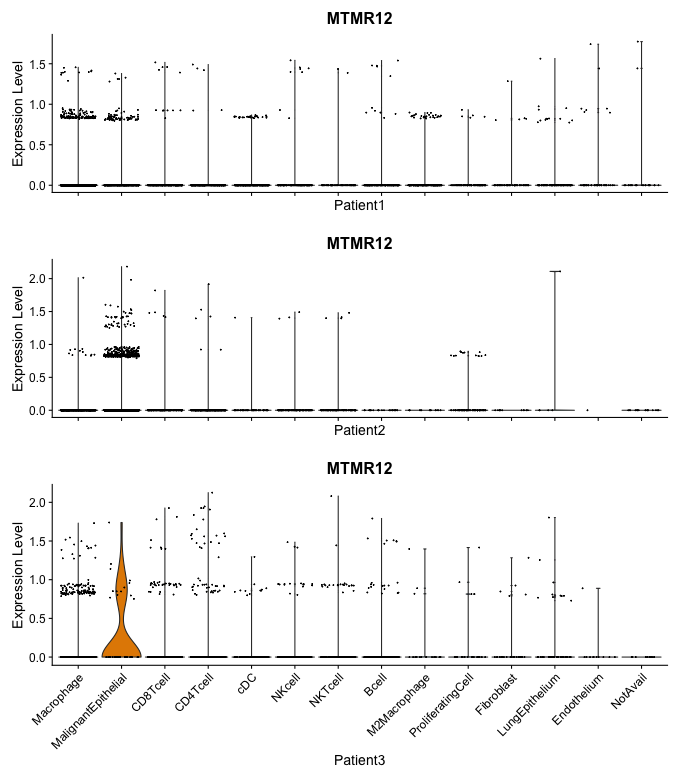 MTMR12
Expression Level
1.5
1.0
0.5
0.0
Patient1
MTMR12
Expression Level
2.0
1.5
1.0
0.5
0.0
Patient2
MTMR12
Expression Level
2.0
1.5
1.0
0.5
0.0
Macrophage
MalignantEpithelial
CD8Tcell
CD4Tcell
cDC
NKcell
NKTcell
Bcell
M2Macrophage
ProliferatingCell
Fibroblast
LungEpithelium
Endothelium
NotAvail
Patient3